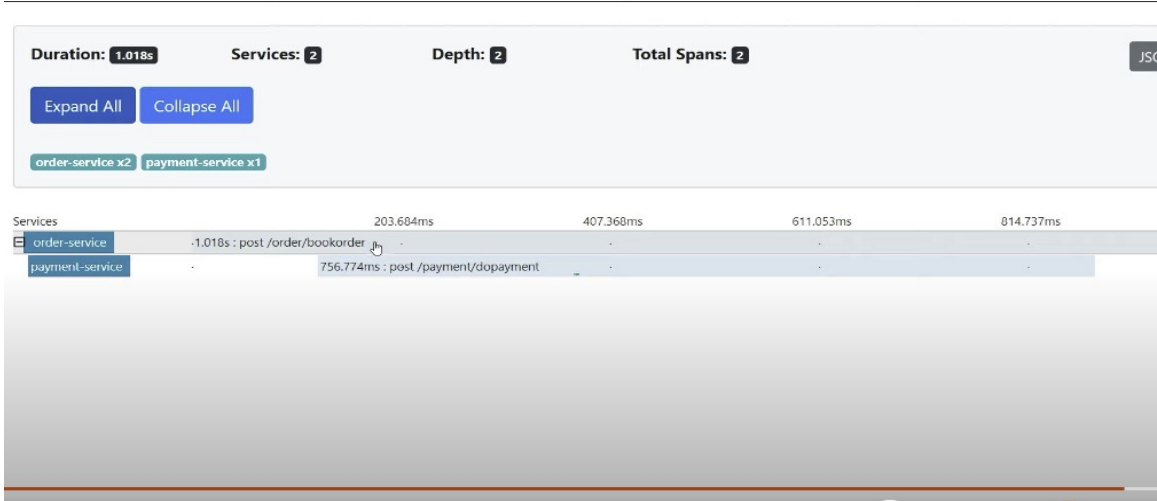 Duration: 1.018s Services: 2 Depth: 2 Total Spans: 2
Expand All Collapse All
order-service x2 payment-service x1
Services 203.684ms 407.368ms 611.053ms 814.737ms
order-service ·1.018s : post /order/bookorder
payment-service 756.774ms : post /payment/dopayment